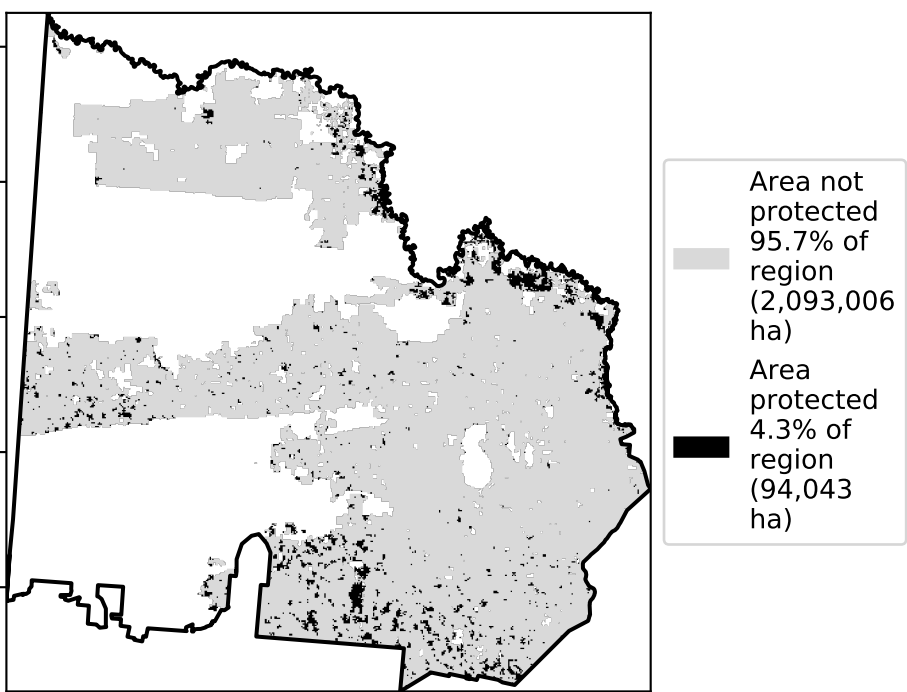 Area not
protected
95.7% of
region
(2,093,006
ha)
Area
protected
4.3% of
region
(94,043
ha)